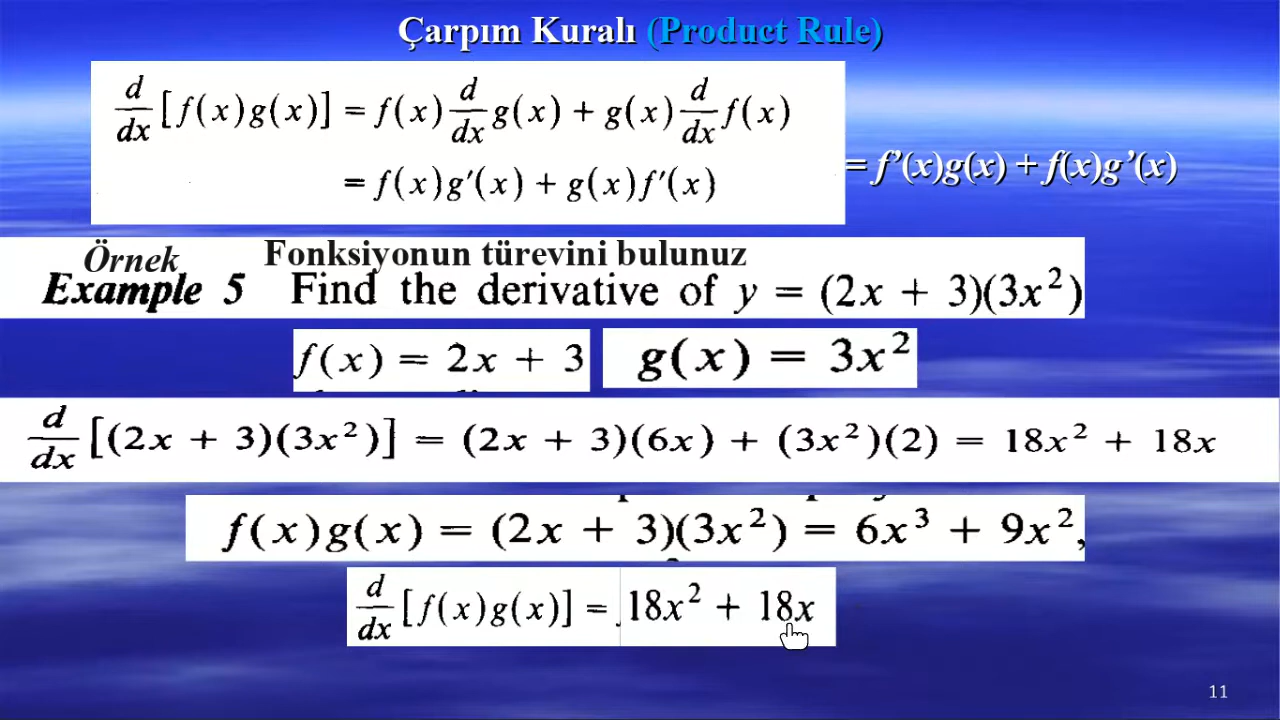 Çarpım Kuralı (Product Rule)
d/dx [f(x)g(x)] = f(x) d/dx g(x) + g(x) d/dx f(x)
= f(x)g′(x) + g(x)f′(x)
= f’(x)g(x) + f(x)g’(x)
Örnek Fonksiyonun türevini bulunuz
Example 5 Find the derivative of y = (2x + 3)(3x²)
f(x) = 2x + 3 g(x) = 3x²
d/dx [(2x + 3)(3x²)] = (2x + 3)(6x) + (3x²)(2) = 18x² + 18x
f(x)g(x) = (2x + 3)(3x²) = 6x³ + 9x²,
d/dx [f(x)g(x)] = 18x² + 18x
11